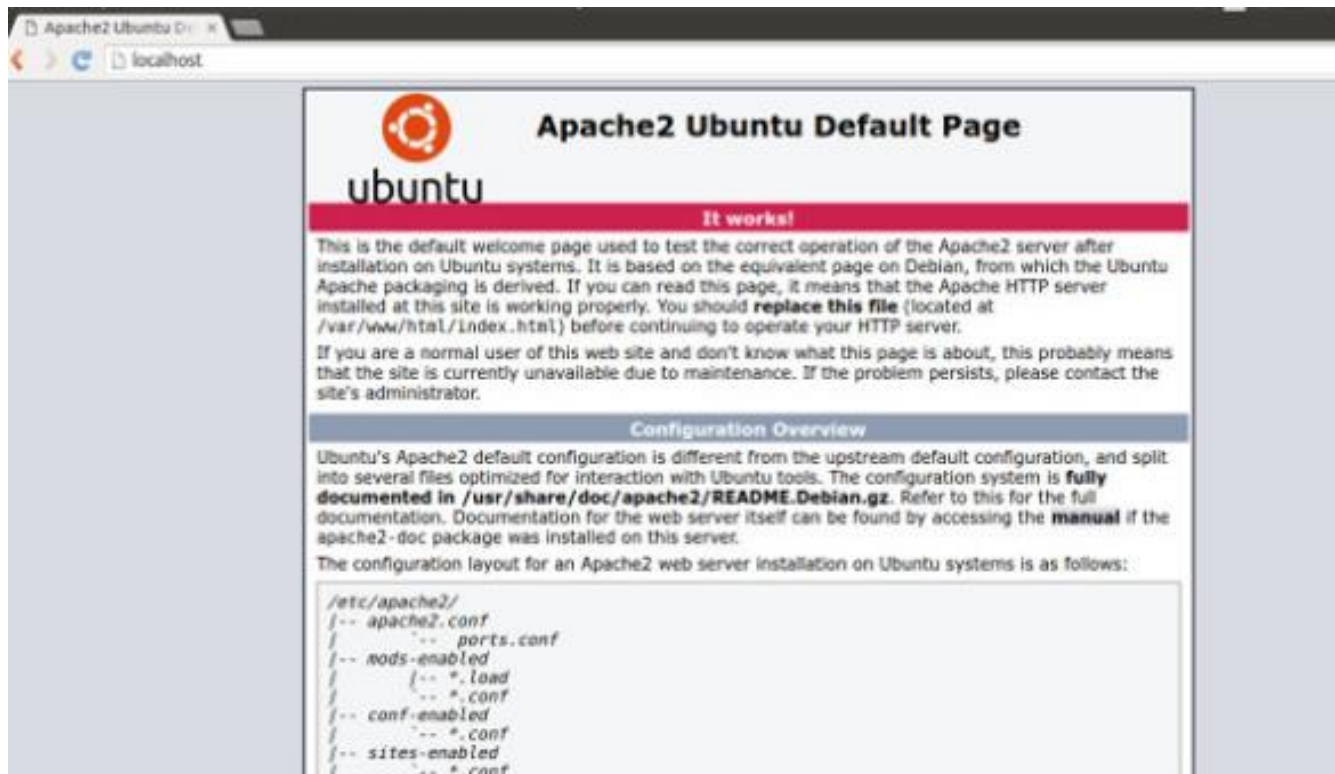 Apache2 Ubuntu De
localhost
ubuntu
Apache2 Ubuntu Default Page
It works!
This is the default welcome page used to test the correct operation of the Apache2 server after
installation on Ubuntu systems. It is based on the equivalent page on Debian, from which the Ubuntu
Apache packaging is derived. If you can read this page, it means that the Apache HTTP server
installed at this site is working properly. You should replace this file (located at
/var/www/html/index.html) before continuing to operate your HTTP server.
If you are a normal user of this web site and don't know what this page is about, this probably means
that the site is currently unavailable due to maintenance. If the problem persists, please contact the
site's administrator.
Configuration Overview
Ubuntu's Apache2 default configuration is different from the upstream default configuration, and split
into several files optimized for interaction with Ubuntu tools. The configuration system is fully
documented in /usr/share/doc/apache2/README.Debian.gz. Refer to this for the full
documentation. Documentation for the web server itself can be found by accessing the manual if the
apache2-doc package was installed on this server.
The configuration layout for an Apache2 web server installation on Ubuntu systems is as follows:
/etc/apache2/
|-- apache2.conf
|       `--  ports.conf
|-- mods-enabled
|       |-- *.load
|       `-- *.conf
|-- conf-enabled
|       `-- *.conf
|-- sites-enabled
|       `-- *.conf